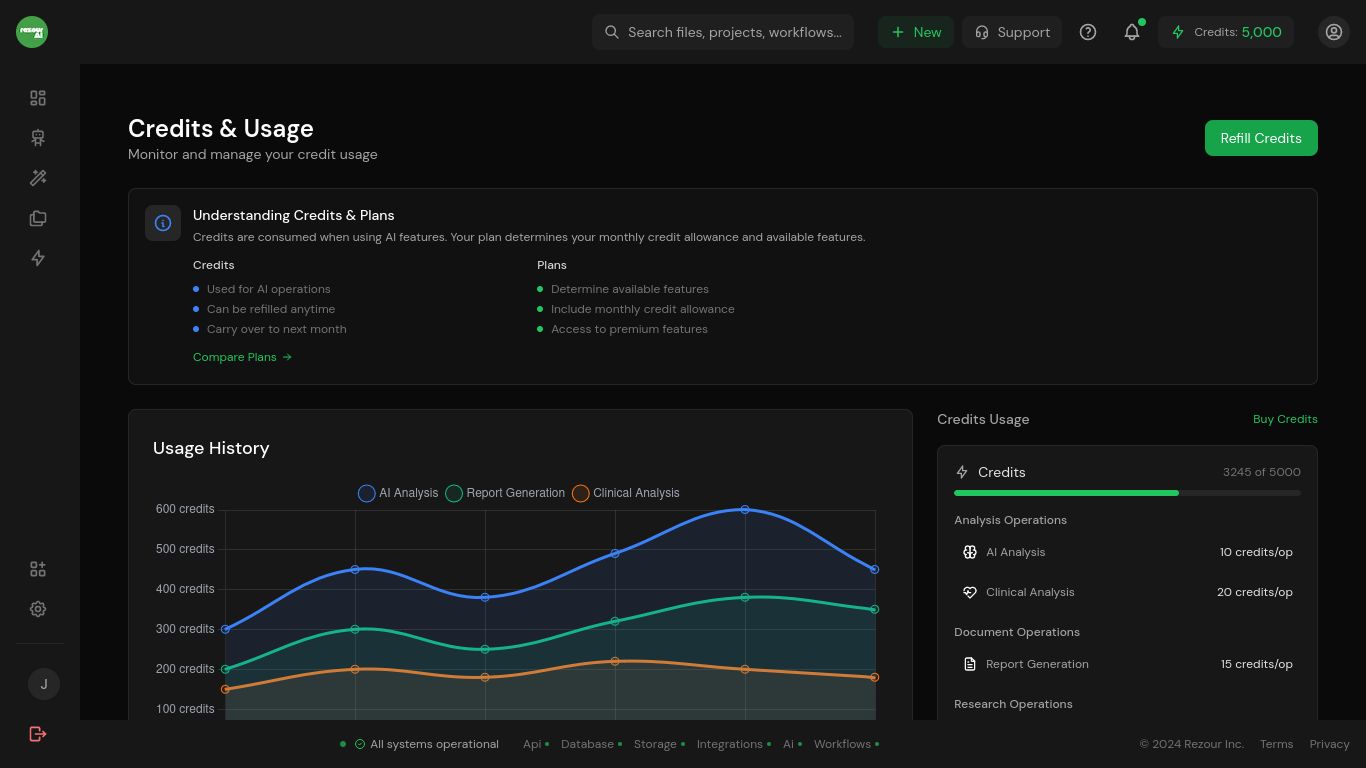 rezour
AI
Search files, projects, workflows...
New
Support
Credits: 5,000
Credits & Usage
Monitor and manage your credit usage
Refill Credits
Understanding Credits & Plans
Credits are consumed when using AI features. Your plan determines your monthly credit allowance and available features.
Credits
Used for AI operations
Can be refilled anytime
Carry over to next month
Plans
Determine available features
Include monthly credit allowance
Access to premium features
Compare Plans →
Usage History
AI Analysis Report Generation Clinical Analysis
600 credits
500 credits
400 credits
300 credits
200 credits
100 credits
Credits Usage
Buy Credits
Credits
3245 of 5000
Analysis Operations
AI Analysis 10 credits/op
Clinical Analysis 20 credits/op
Document Operations
Report Generation 15 credits/op
Research Operations
J
All systems operational
Api Database Storage Integrations Ai Workflows
© 2024 Rezour Inc. Terms Privacy